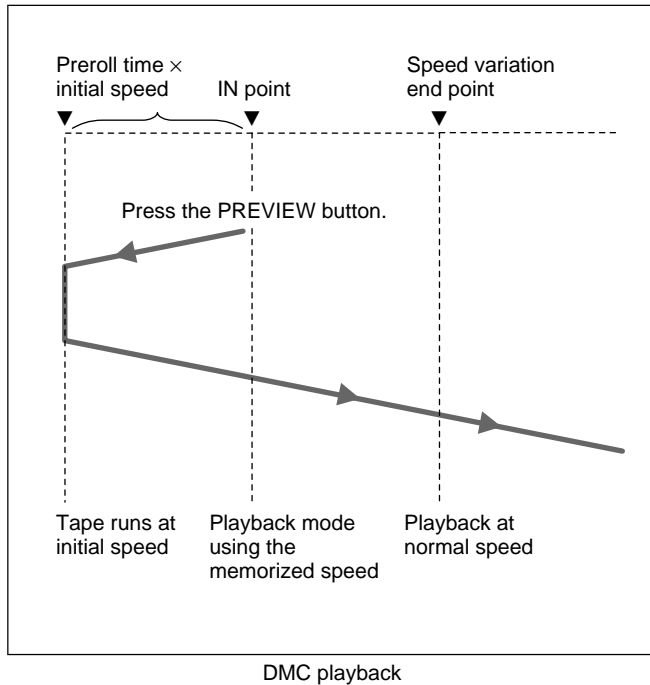 Preroll time ×
initial speed
IN point
Speed variation
end point
Press the PREVIEW button.
Tape runs at
initial speed
Playback mode
using the
memorized speed
Playback at
normal speed
DMC playback